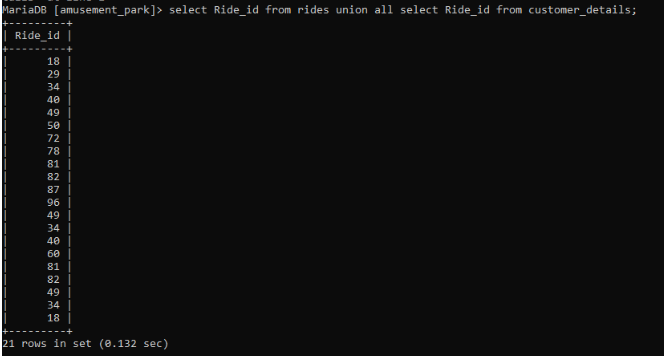 MariaDB [amusement_park]> select Ride_id from rides union all select Ride_id from customer_details;
+---------+
| Ride_id |
+---------+
|      18 |
|      29 |
|      34 |
|      40 |
|      49 |
|      50 |
|      72 |
|      78 |
|      81 |
|      82 |
|      87 |
|      96 |
|      49 |
|      34 |
|      40 |
|      60 |
|      81 |
|      82 |
|      49 |
|      34 |
|      18 |
+---------+
21 rows in set (0.132 sec)